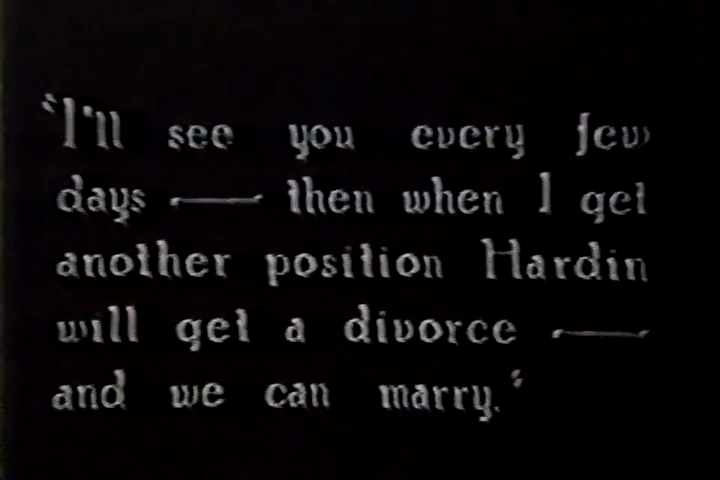 "I'll see you every few
days — then when I get
another position Hardin
will get a divorce —
and we can marry."